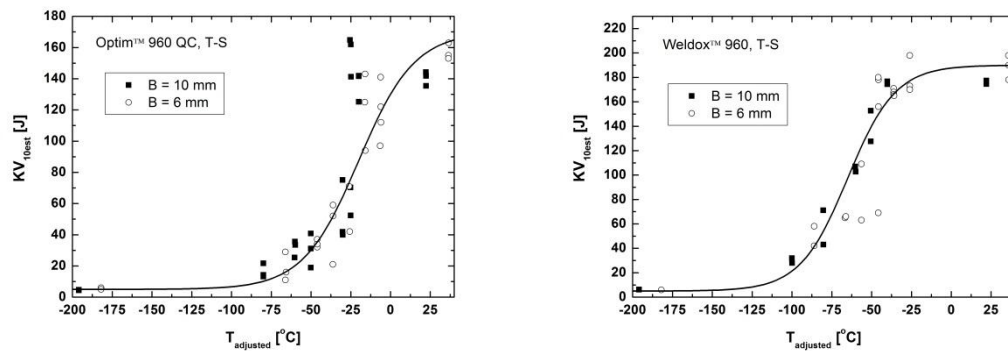 Optim™ 960 QC, T-S
B = 10 mm
B = 6 mm
KV10est [J]
180
160
140
120
100
80
60
40
20
0
-200 -175 -150 -125 -100 -75 -50 -25 0 25
Tadjusted [°C]
Weldox™ 960, T-S
B = 10 mm
B = 6 mm
KV10est [J]
220
200
180
160
140
120
100
80
60
40
20
0
-200 -175 -150 -125 -100 -75 -50 -25 0 25
Tadjusted [°C]